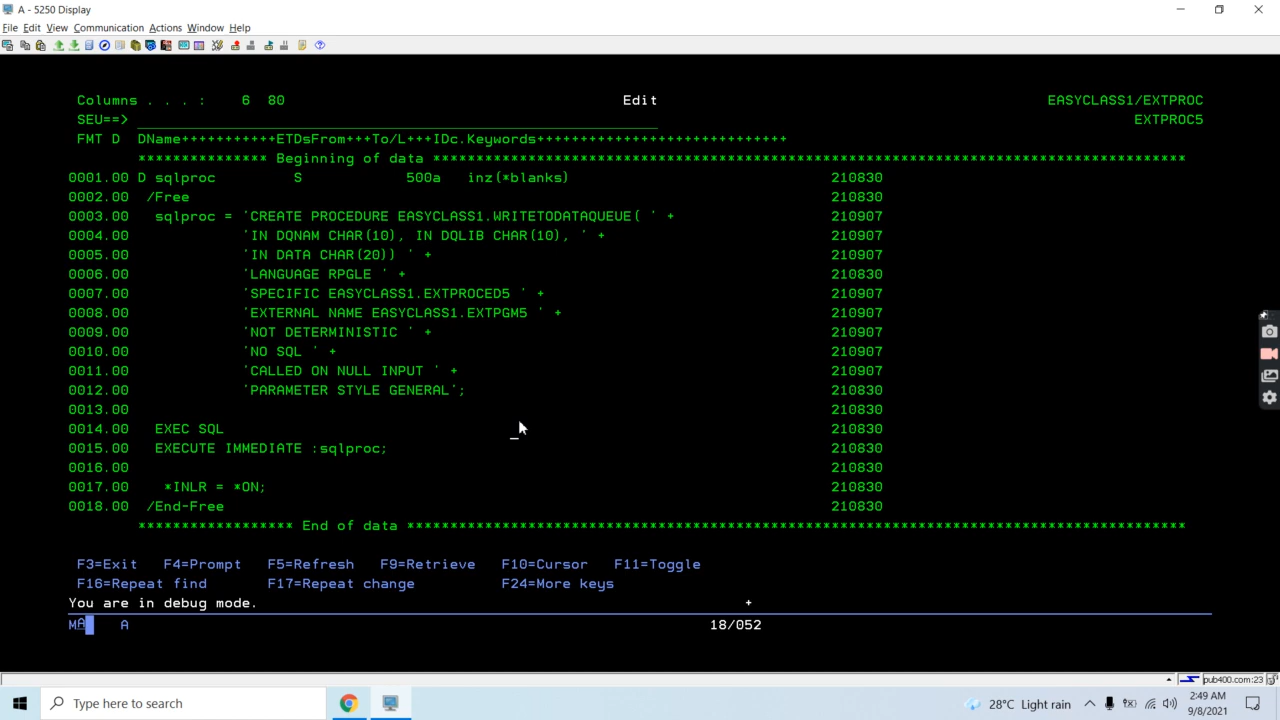 A - 5250 Display
File Edit View Communication Actions Window Help
Columns . . . :    6  80                    Edit                    EASYCLASS1/EXTPROC
SEU==>                                                              EXTPROC5
FMT D  DName+++++++++++ETDsFrom+++To/L+++IDc.Keywords+++++++++++++++++++++++++++++
*************** Beginning of data ***************************************************************************************
0001.00 D sqlproc         S            500a   inz(*blanks)          210830
0002.00  /Free                                                      210830
0003.00   sqlproc = 'CREATE PROCEDURE EASYCLASS1.WRITETODATAQUEUE( ' +   210907
0004.00             'IN DQNAM CHAR(10), IN DQLIB CHAR(10), ' +      210907
0005.00             'IN DATA CHAR(20)) ' +                          210907
0006.00             'LANGUAGE RPGLE ' +                             210830
0007.00             'SPECIFIC EASYCLASS1.EXTPROCED5 ' +             210907
0008.00             'EXTERNAL NAME EASYCLASS1.EXTPGM5 ' +           210907
0009.00             'NOT DETERMINISTIC ' +                          210907
0010.00             'NO SQL ' +                                     210907
0011.00             'CALLED ON NULL INPUT ' +                       210907
0012.00             'PARAMETER STYLE GENERAL';                      210830
0013.00                                                             210830
0014.00   EXEC SQL                                                  210830
0015.00   EXECUTE IMMEDIATE :sqlproc;                               210830
0016.00                                                             210830
0017.00    *INLR = *ON;                                             210830
0018.00  /End-Free                                                  210830
****************** End of data ******************************************************************************************
F3=Exit   F4=Prompt   F5=Refresh   F9=Retrieve   F10=Cursor   F11=Toggle
F16=Repeat find       F17=Repeat change          F24=More keys
You are in debug mode.                                                        +
MA    A                                                                  18/052
pub400.com:23
Type here to search
28°C Light rain
2:49 AM
9/8/2021